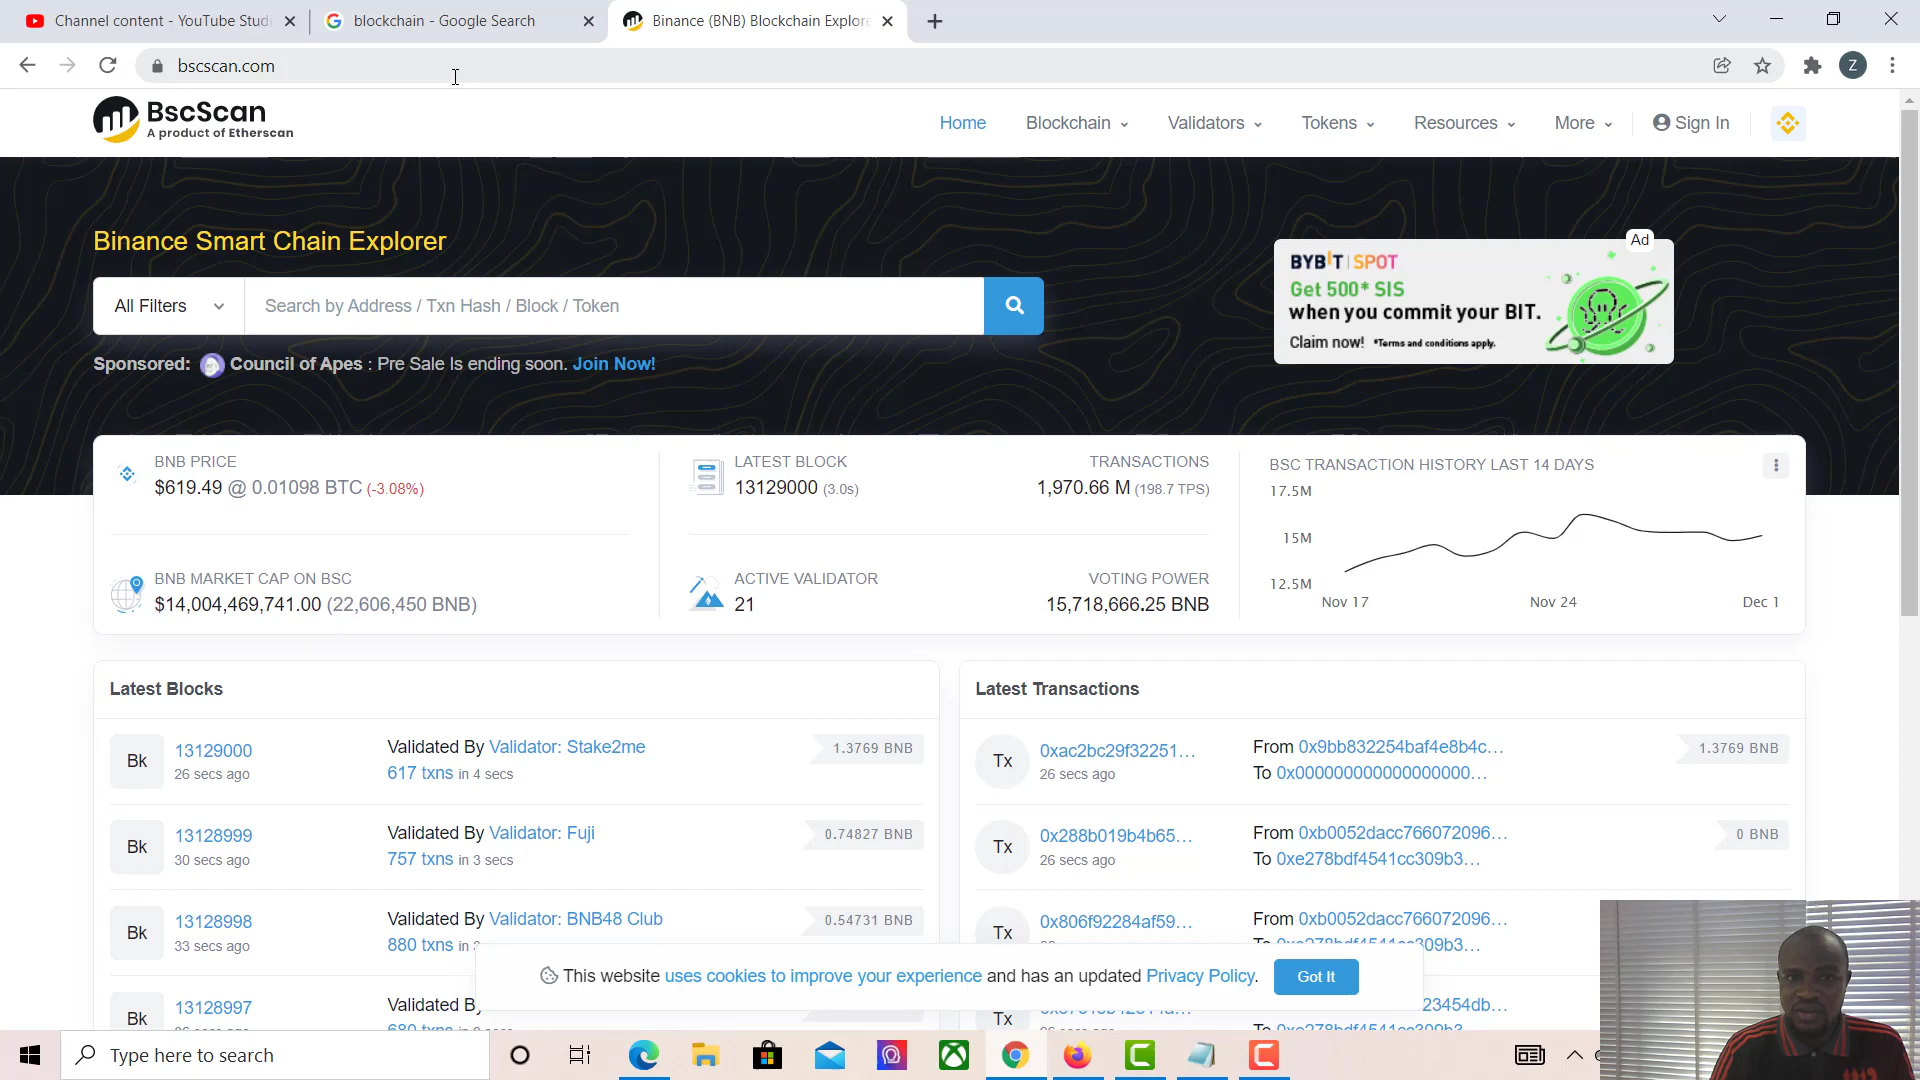 Channel content - YouTube Studi
blockchain - Google Search
Binance (BNB) Blockchain Explore
bscscan.com
Z
BscScan
A product of Etherscan
Home
Blockchain
Validators
Tokens
Resources
More
Sign In
Binance Smart Chain Explorer
All Filters
Search by Address / Txn Hash / Block / Token
Sponsored: Council of Apes : Pre Sale Is ending soon. Join Now!
Ad
BYBIT | SPOT
Get 500* SIS
when you commit your BIT.
Claim now! *Terms and conditions apply.
BNB PRICE
$619.49 @ 0.01098 BTC (-3.08%)
BNB MARKET CAP ON BSC
$14,004,469,741.00 (22,606,450 BNB)
LATEST BLOCK
13129000 (3.0s)
TRANSACTIONS
1,970.66 M (198.7 TPS)
ACTIVE VALIDATOR
21
VOTING POWER
15,718,666.25 BNB
BSC TRANSACTION HISTORY LAST 14 DAYS
17.5M
15M
12.5M
Nov 17
Nov 24
Dec 1
Latest Blocks
Bk
13129000
26 secs ago
Validated By Validator: Stake2me
617 txns in 4 secs
1.3769 BNB
Bk
13128999
30 secs ago
Validated By Validator: Fuji
757 txns in 3 secs
0.74827 BNB
Bk
13128998
33 secs ago
Validated By Validator: BNB48 Club
880 txns in
0.54731 BNB
Bk
13128997
Validated By
Latest Transactions
Tx
0xac2bc29f32251...
26 secs ago
From 0x9bb832254baf4e8b4c...
To 0x000000000000000000...
1.3769 BNB
Tx
0x288b019b4b65...
26 secs ago
From 0xb0052dacc766072096...
To 0xe278bdf4541cc309b3...
0 BNB
Tx
0x806f92284af59...
From 0xb0052dacc766072096...
To 0xe278bdf4541cc309b3...
Tx
23454db...
This website uses cookies to improve your experience and has an updated Privacy Policy.
Got It
Type here to search